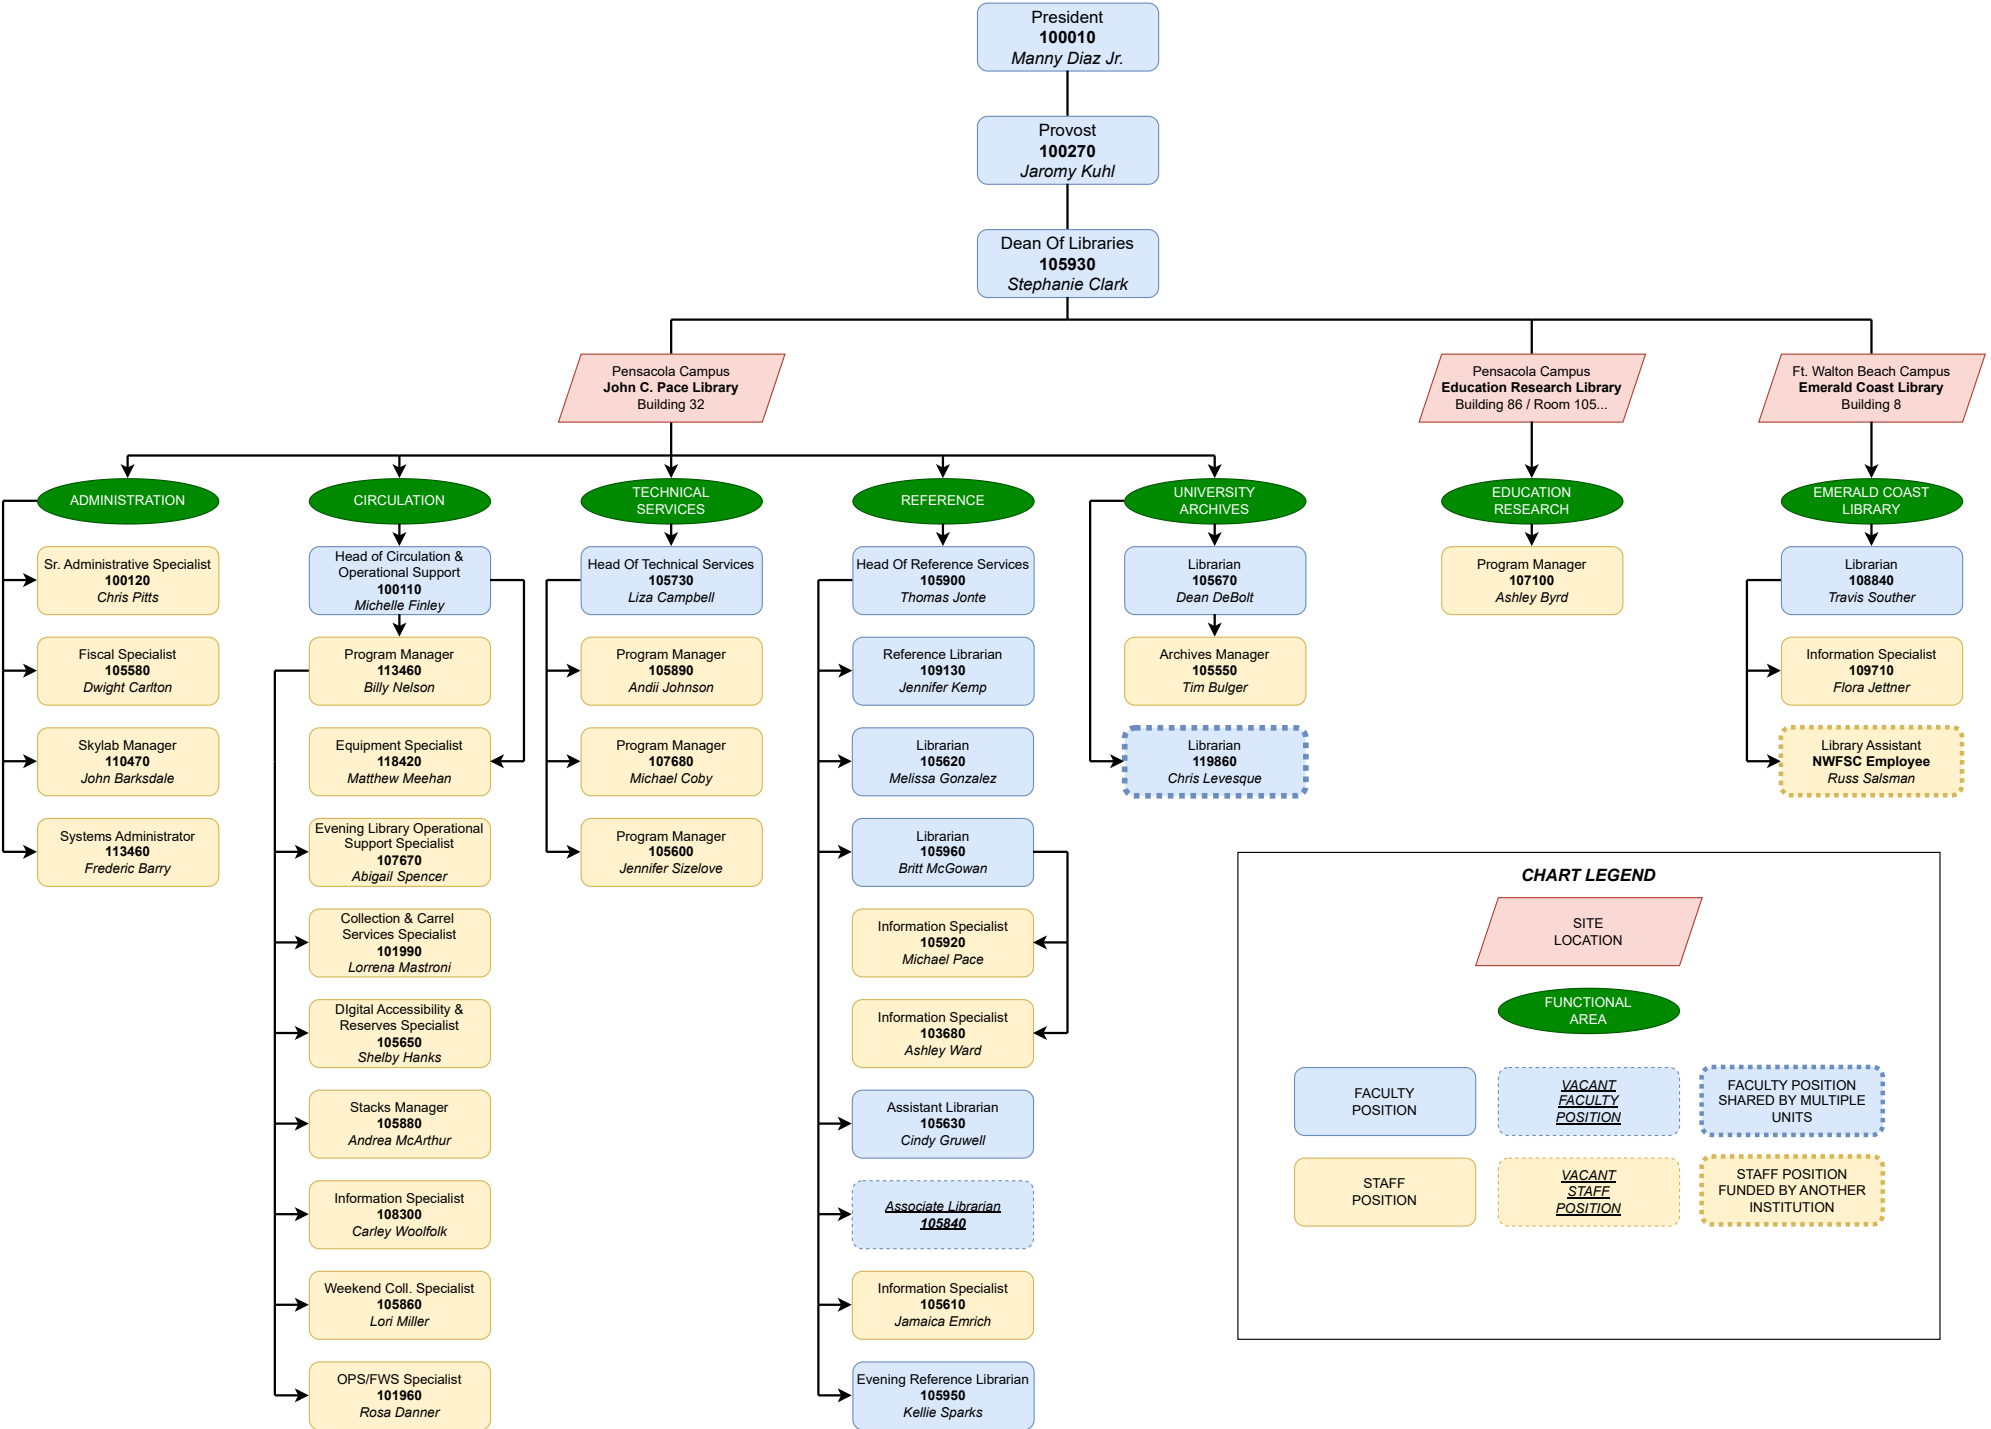 President
100010
Manny Diaz Jr.
Provost
100270
Jaromy Kuhl
Dean Of Libraries
105930
Stephanie Clark
Pensacola Campus
John C. Pace Library
Building 32
Pensacola Campus
Education Research Library
Building 86 / Room 105...
Ft. Walton Beach Campus
Emerald Coast Library
Building 8
ADMINISTRATION
Sr. Administrative Specialist
100120
Chris Pitts
Fiscal Specialist
105580
Dwight Carlton
Skylab Manager
110470
John Barksdale
Systems Administrator
113460
Frederic Barry
CIRCULATION
Head of Circulation &
Operational Support
100110
Michelle Finley
Program Manager
113460
Billy Nelson
Equipment Specialist
118420
Matthew Meehan
Evening Library Operational
Support Specialist
107670
Abigail Spencer
Collection & Carrel
Services Specialist
101990
Lorrena Mastroni
DIgital Accessibility &
Reserves Specialist
105650
Shelby Hanks
Stacks Manager
105880
Andrea McArthur
Information Specialist
108300
Carley Woolfolk
Weekend Coll. Specialist
105860
Lori Miller
OPS/FWS Specialist
101960
Rosa Danner
TECHNICAL
SERVICES
Head Of Technical Services
105730
Liza Campbell
Program Manager
105890
Andii Johnson
Program Manager
107680
Michael Coby
Program Manager
105600
Jennifer Sizelove
REFERENCE
Head Of Reference Services
105900
Thomas Jonte
Reference Librarian
109130
Jennifer Kemp
Librarian
105620
Melissa Gonzalez
Librarian
105960
Britt McGowan
Information Specialist
105920
Michael Pace
Information Specialist
103680
Ashley Ward
Assistant Librarian
105630
Cindy Gruwell
Associate Librarian
105840
Information Specialist
105610
Jamaica Emrich
Evening Reference Librarian
105950
Kellie Sparks
UNIVERSITY
ARCHIVES
Librarian
105670
Dean DeBolt
Archives Manager
105550
Tim Bulger
Librarian
119860
Chris Levesque
EDUCATION
RESEARCH
Program Manager
107100
Ashley Byrd
EMERALD COAST
LIBRARY
Librarian
108840
Travis Souther
Information Specialist
109710
Flora Jettner
Library Assistant
NWFSC Employee
Russ Salsman
CHART LEGEND
SITE
LOCATION
FUNCTIONAL
AREA
FACULTY
POSITION
VACANT
FACULTY
POSITION
FACULTY POSITION
SHARED BY MULTIPLE
UNITS
STAFF
POSITION
VACANT
STAFF
POSITION
STAFF POSITION
FUNDED BY ANOTHER
INSTITUTION